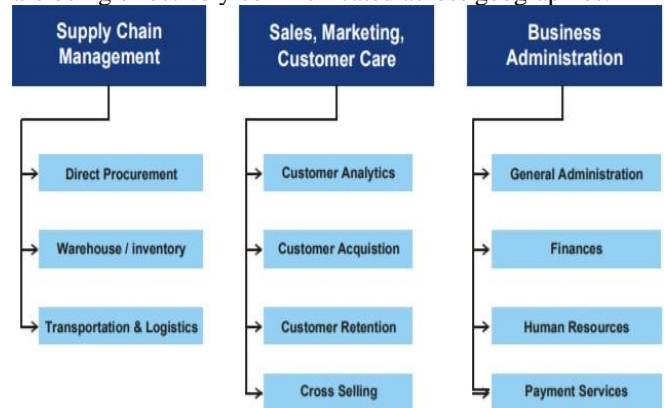 Supply Chain
Management
Direct Procurement
Warehouse / inventory
Transportation & Logistics
Sales, Marketing,
Customer Care
Customer Analytics
Customer Acquistion
Customer Retention
Cross Selling
Business
Administration
General Administration
Finances
Human Resources
Payment Services